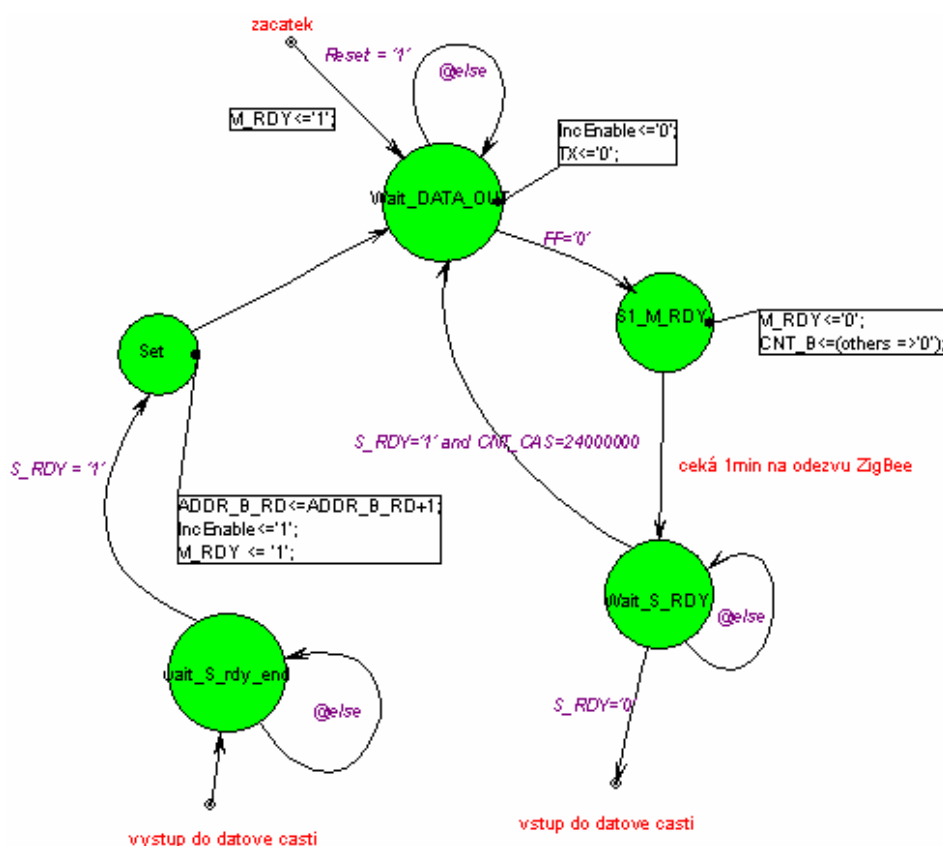 zacatek
Reset = '1'
@else
M_RDY<='1';
IncEnable<='0';
TX<='0';
Wait_DATA_OUT
FF='0'
S1_M_RDY
M_RDY<='0';
CNT_B<=(others =>'0');
Set
S_RDY='1' and CNT_CAS=24000000
S_RDY = '1'
ceká 1min na odezvu ZigBee
ADDR_B_RD<=ADDR_B_RD+1;
IncEnable<='1';
M_RDY <= '1';
Wait_S_RDY
@else
wait_S_rdy_end
@else
S_RDY='0
vstup do datove casti
vystup do datove casti